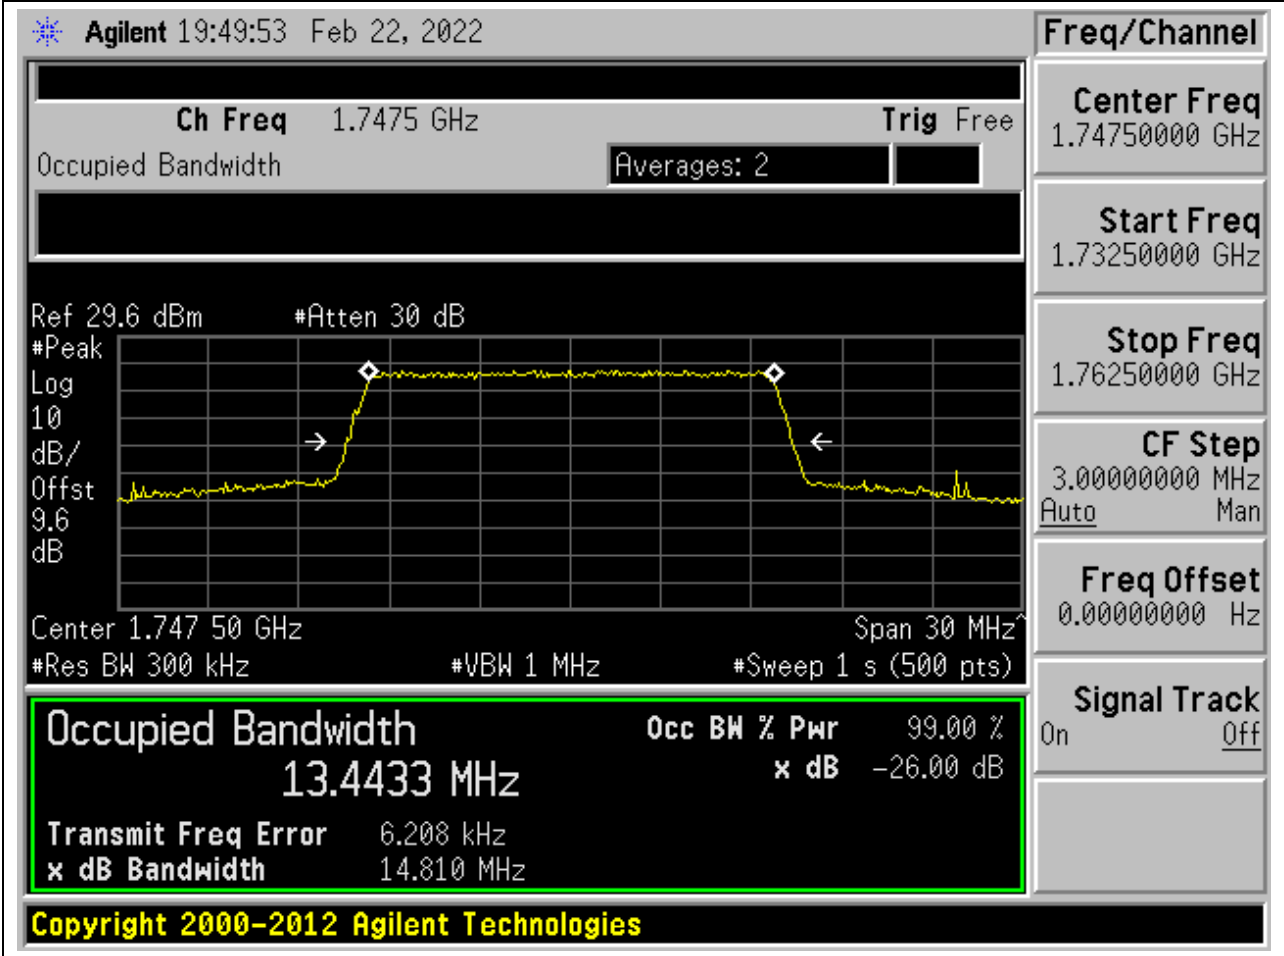 Agilent 19:49:53 Feb 22, 2022
Ch Freq 1.7475 GHz Trig Free
Occupied Bandwidth Averages: 2
Ref 29.6 dBm #Atten 30 dB
#Peak
Log
10
dB/
Offst
9.6
dB
Center 1.747 50 GHz Span 30 MHz^
#Res BW 300 kHz #VBW 1 MHz #Sweep 1 s (500 pts)
Occupied Bandwidth
13.4433 MHz
Occ BW % Pwr 99.00 %
x dB -26.00 dB
Transmit Freq Error 6.208 kHz
x dB Bandwidth 14.810 MHz
Copyright 2000-2012 Agilent Technologies
Freq/Channel
Center Freq
1.74750000 GHz
Start Freq
1.73250000 GHz
Stop Freq
1.76250000 GHz
CF Step
3.00000000 MHz
Auto Man
Freq Offset
0.00000000 Hz
Signal Track
On Off